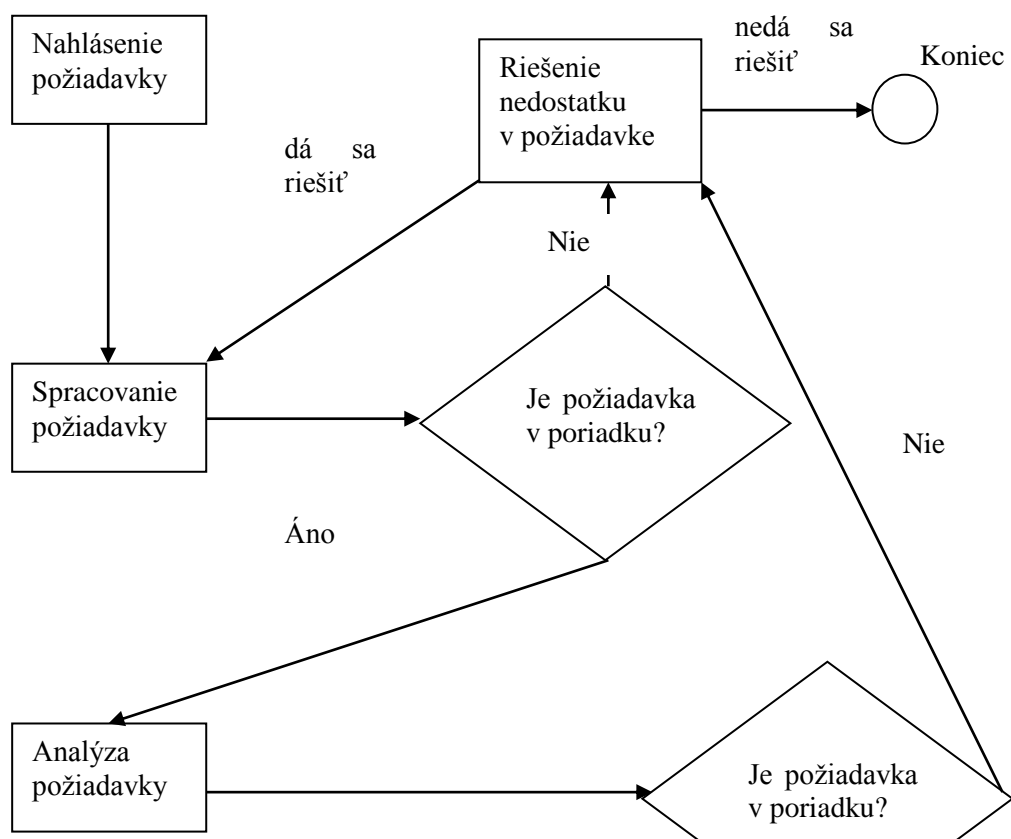 Nahlásenie
požiadavky
Riešenie
nedostatku
v požiadavke
nedá sa
riešiť
Koniec
dá sa
riešiť
Nie
Spracovanie
požiadavky
Je požiadavka
v poriadku?
Nie
Áno
Analýza
požiadavky
Je požiadavka
v poriadku?